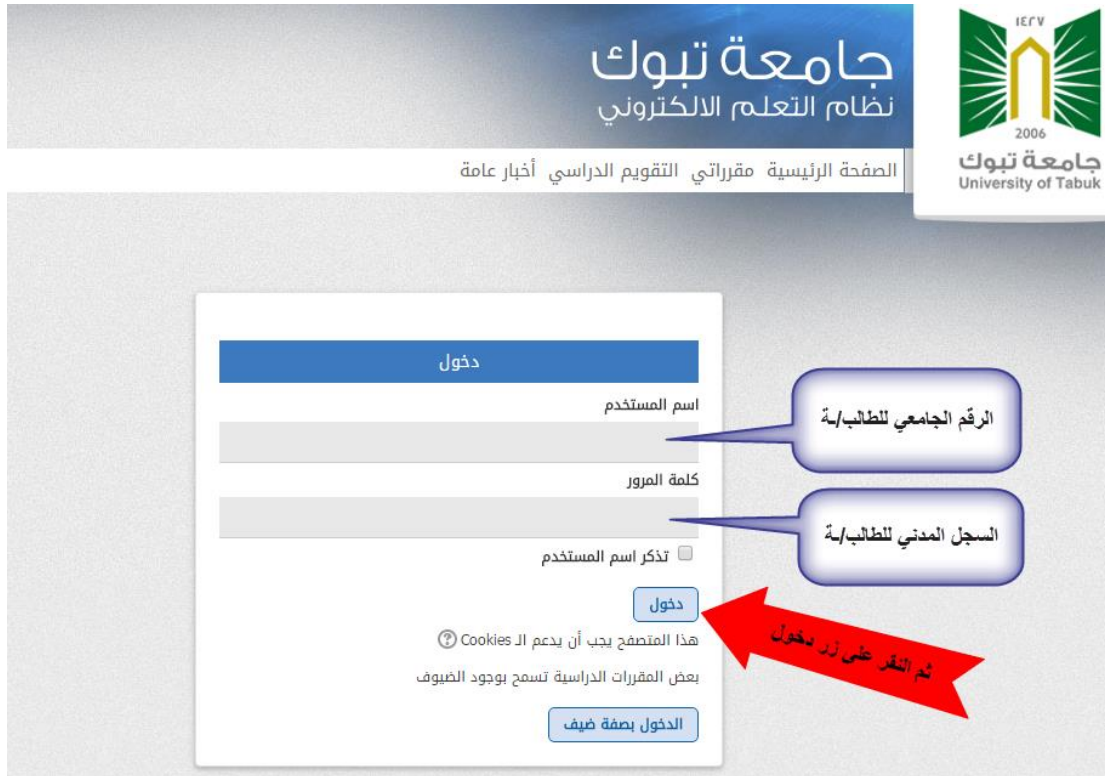 جامعة تبوك
نظام التعلم الالكتروني
١٤٢٧
2006
جامعة تبوك
University of Tabuk
الصفحة الرئيسية مقرراتي التقويم الدراسي أخبار عامة
دخول
اسم المستخدم
الرقم الجامعي للطالب/ـة
كلمة المرور
السجل المدني للطالب/ـة
تذكر اسم المستخدم
دخول
ثم النقر على زر دخول
هذا المتصفح يجب أن يدعم الـ Cookies
بعض المقررات الدراسية تسمح بوجود الضيوف
الدخول بصفة ضيف